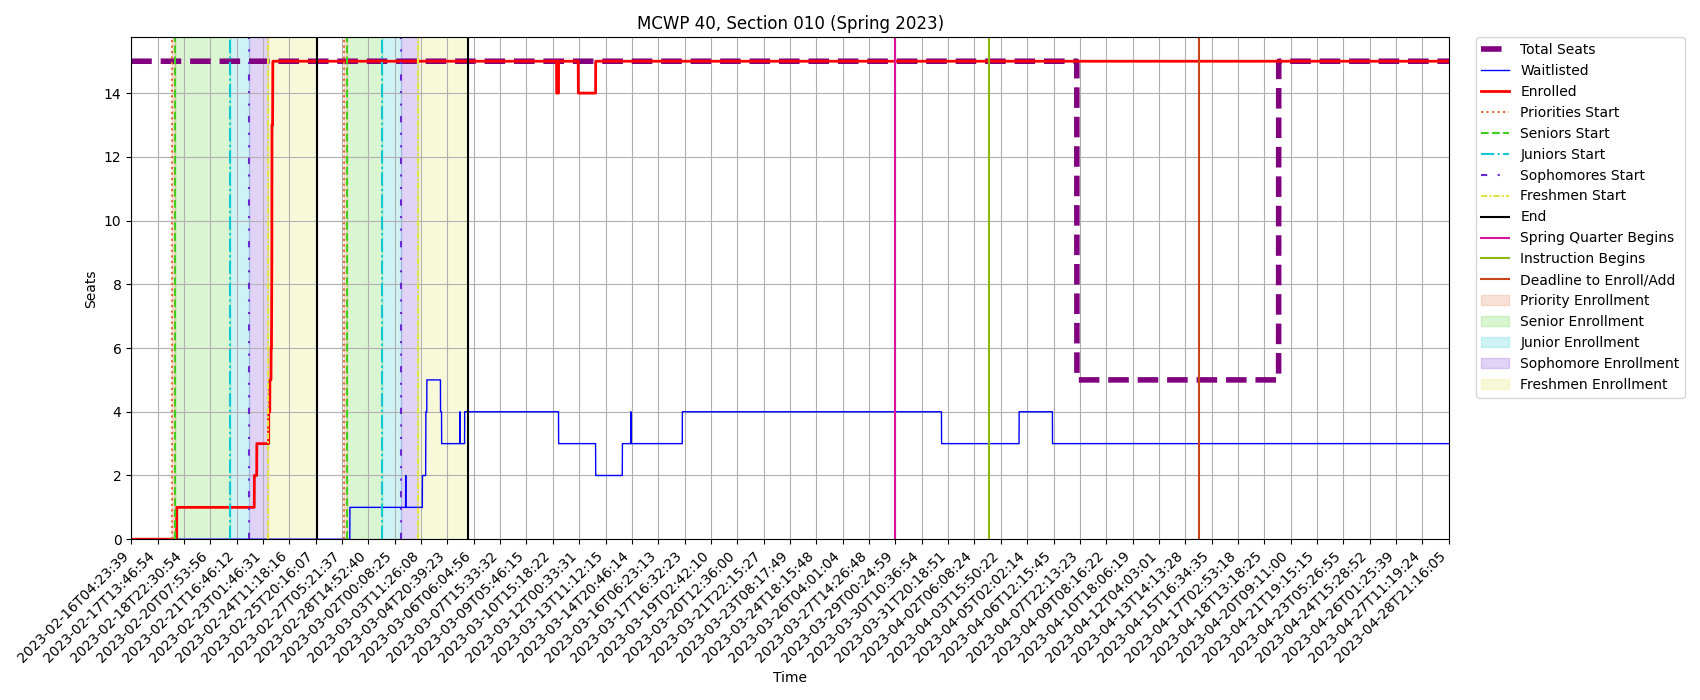 MCWP 40, Section 010 (Spring 2023)
Seats
14
12
10
8
6
4
2
0
2023-02-16T04:23:39
2023-02-17T13:46:54
2023-02-18T22:30:54
2023-02-20T07:53:56
2023-02-21T16:46:12
2023-02-23T01:46:31
2023-02-24T11:18:16
2023-02-25T20:16:07
2023-02-27T05:21:37
2023-02-28T14:52:40
2023-03-02T00:08:25
2023-03-03T11:26:08
2023-03-04T20:39:23
2023-03-06T06:04:56
2023-03-07T15:33:32
2023-03-09T05:46:15
2023-03-10T15:18:22
2023-03-12T00:33:31
2023-03-13T11:12:15
2023-03-14T20:46:14
2023-03-16T06:23:13
2023-03-17T16:32:23
2023-03-19T02:42:10
2023-03-20T12:36:00
2023-03-21T22:15:27
2023-03-23T08:17:49
2023-03-24T18:15:48
2023-03-26T04:01:04
2023-03-27T14:26:48
2023-03-29T00:24:59
2023-03-30T10:36:54
2023-03-31T20:18:51
2023-04-02T06:08:24
2023-04-03T15:50:22
2023-04-05T02:02:14
2023-04-06T12:15:45
2023-04-07T22:13:23
2023-04-09T08:16:22
2023-04-10T18:06:19
2023-04-12T04:03:01
2023-04-13T14:13:28
2023-04-15T16:34:35
2023-04-17T02:53:18
2023-04-18T13:18:25
2023-04-20T09:11:00
2023-04-21T19:15:15
2023-04-23T05:26:55
2023-04-24T15:28:52
2023-04-26T01:25:39
2023-04-27T11:19:24
2023-04-28T21:16:05
Time
Total Seats
Waitlisted
Enrolled
Priorities Start
Seniors Start
Juniors Start
Sophomores Start
Freshmen Start
End
Spring Quarter Begins
Instruction Begins
Deadline to Enroll/Add
Priority Enrollment
Senior Enrollment
Junior Enrollment
Sophomore Enrollment
Freshmen Enrollment